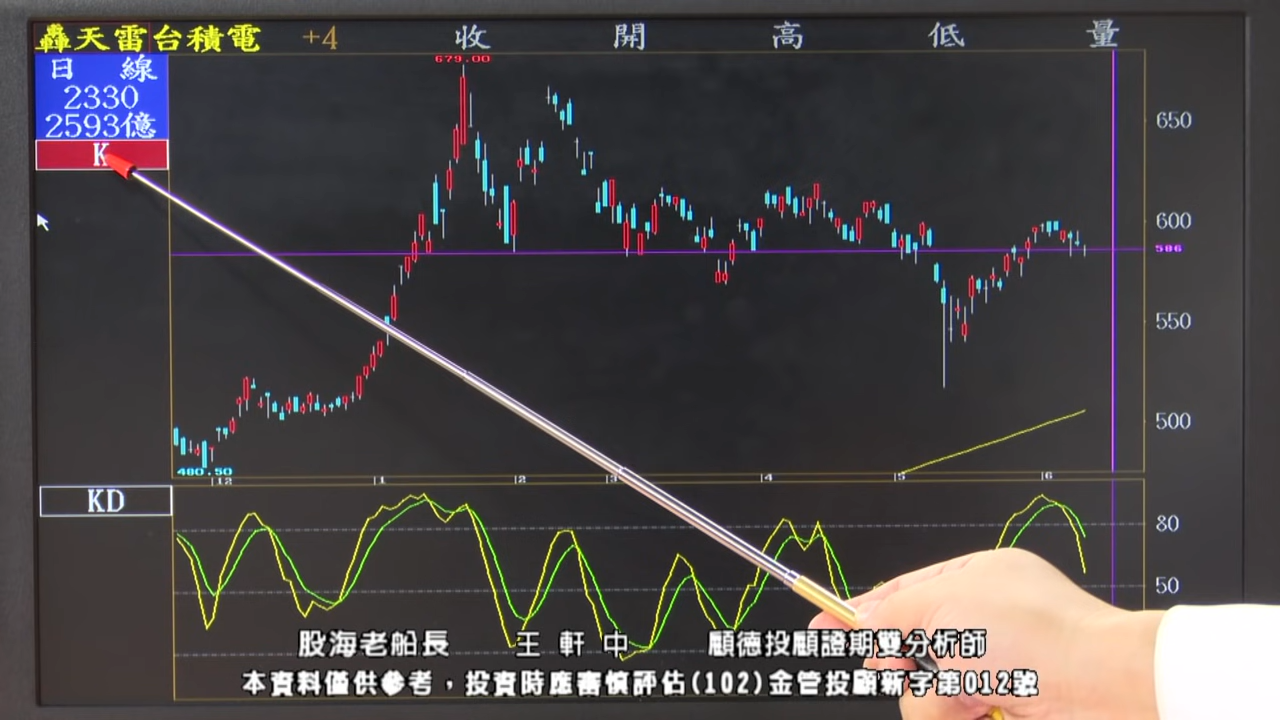 轟天雷台積電 +4 收 開 高 低 量
日 線
2330
2593億
K
679.00
650
600
586
550
500
480.50
12 1 2 3 4 5 6
KD
80
50
股海老船長 王軒中 顧德投顧證期雙分析師
本資料僅供參考，投資時應審慎評估(102)金管投顧新字第012號